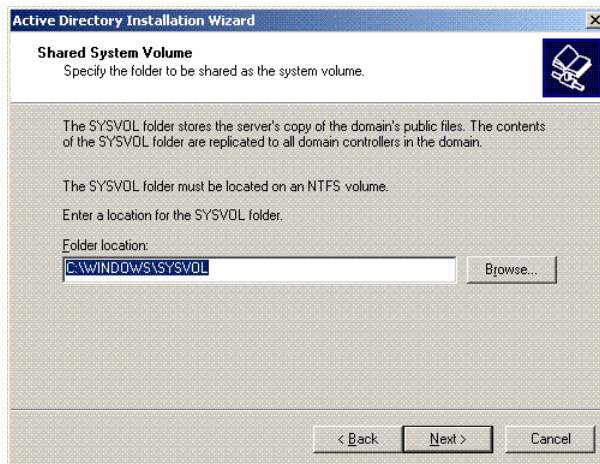 Active Directory Installation Wizard
Shared System Volume
Specify the folder to be shared as the system volume.
The SYSVOL folder stores the server's copy of the domain's public files. The contents
of the SYSVOL folder are replicated to all domain controllers in the domain.
The SYSVOL folder must be located on an NTFS volume.
Enter a location for the SYSVOL folder.
Folder location:
C:\WINDOWS\SYSVOL
Browse...
< Back
Next >
Cancel